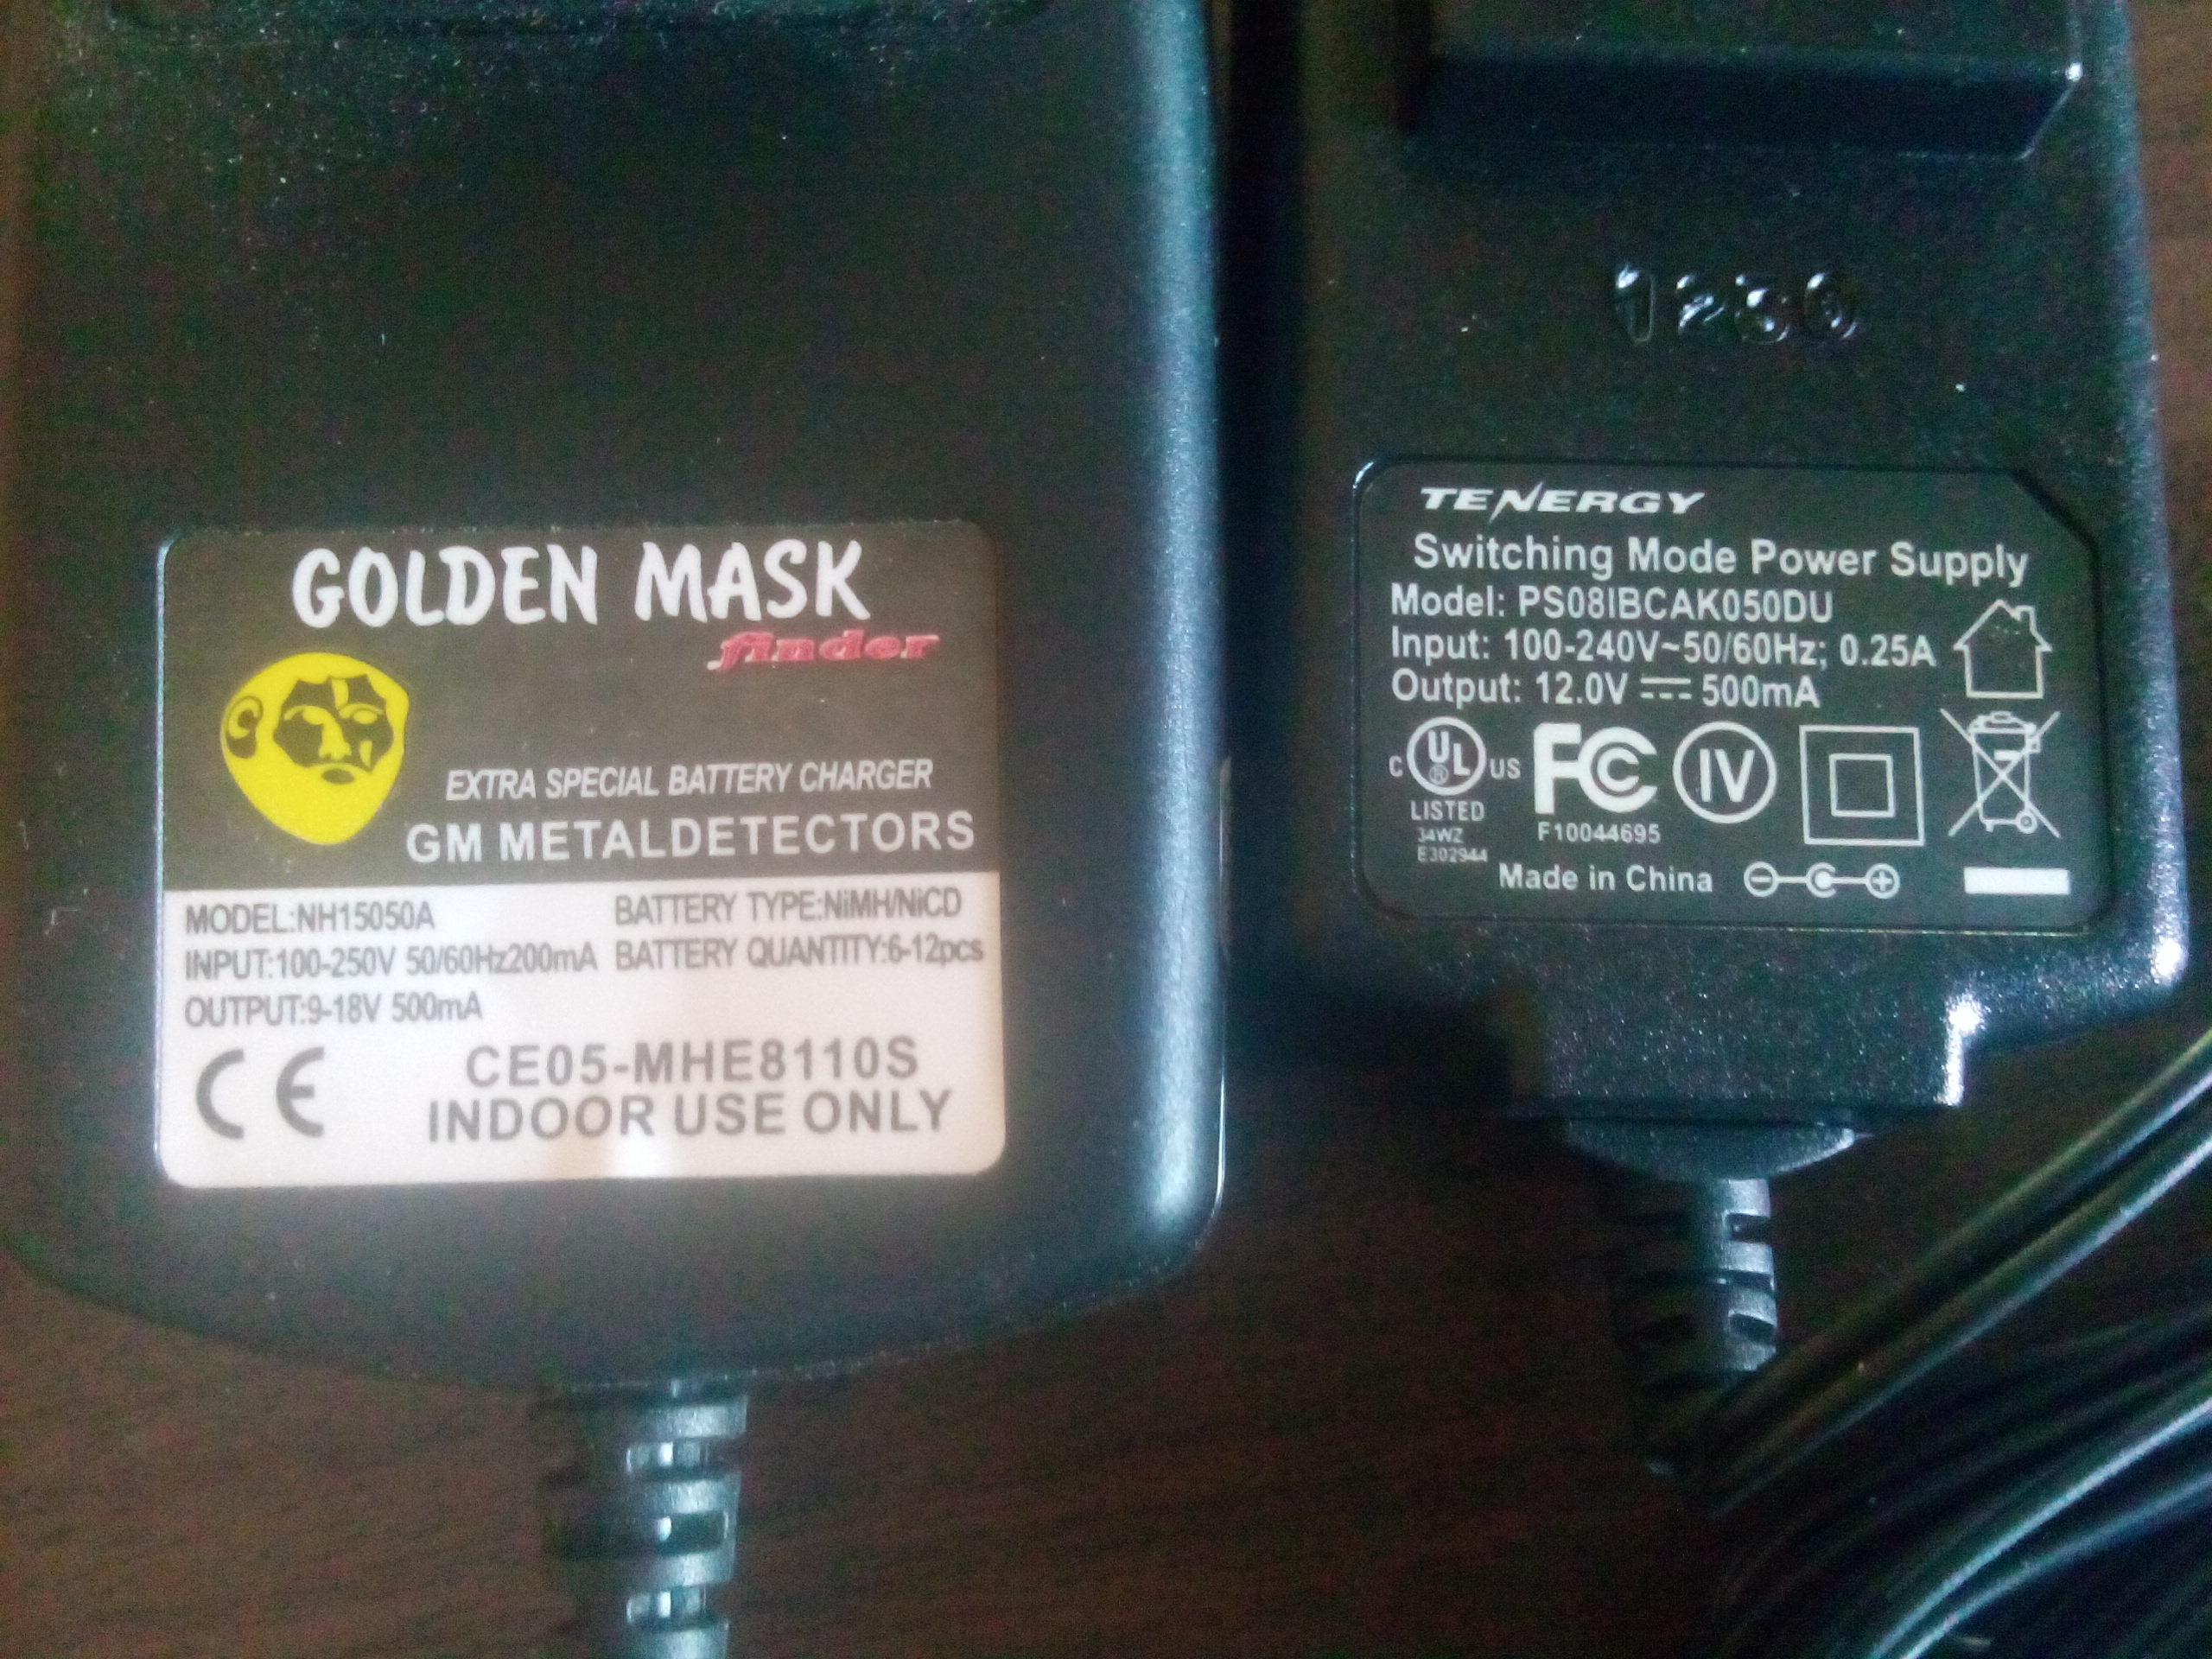 GOLDEN MASK
finder
EXTRA SPECIAL BATTERY CHARGER
GM METALDETECTORS
MODEL:NH15050A BATTERY TYPE:NiMH/NiCD
INPUT:100-250V 50/60Hz200mA BATTERY QUANTITY:6-12pcs
OUTPUT:9-18V 500mA
CE CE05-MHE8110S
INDOOR USE ONLY
TENERGY
Switching Mode Power Supply
Model: PS08IBCAK050DU
Input: 100-240V~50/60Hz; 0.25A
Output: 12.0V ⎓ 500mA
C UL ® US FC IV
LISTED
34WZ F10044695
E302944
Made in China